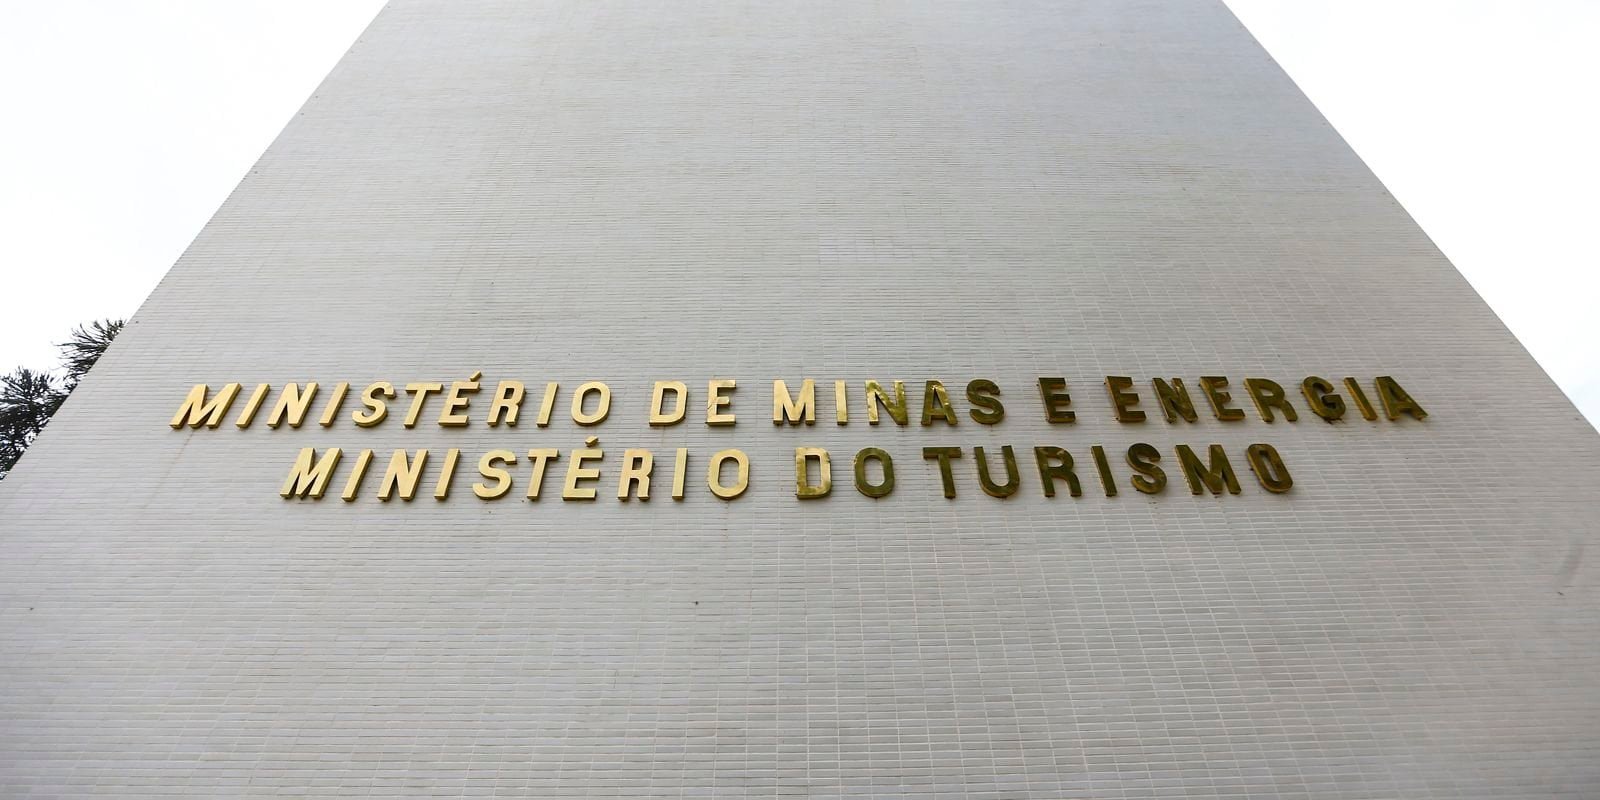 MINISTÉRIO DE MINAS E ENERGIA
MINISTÉRIO DO TURISMO